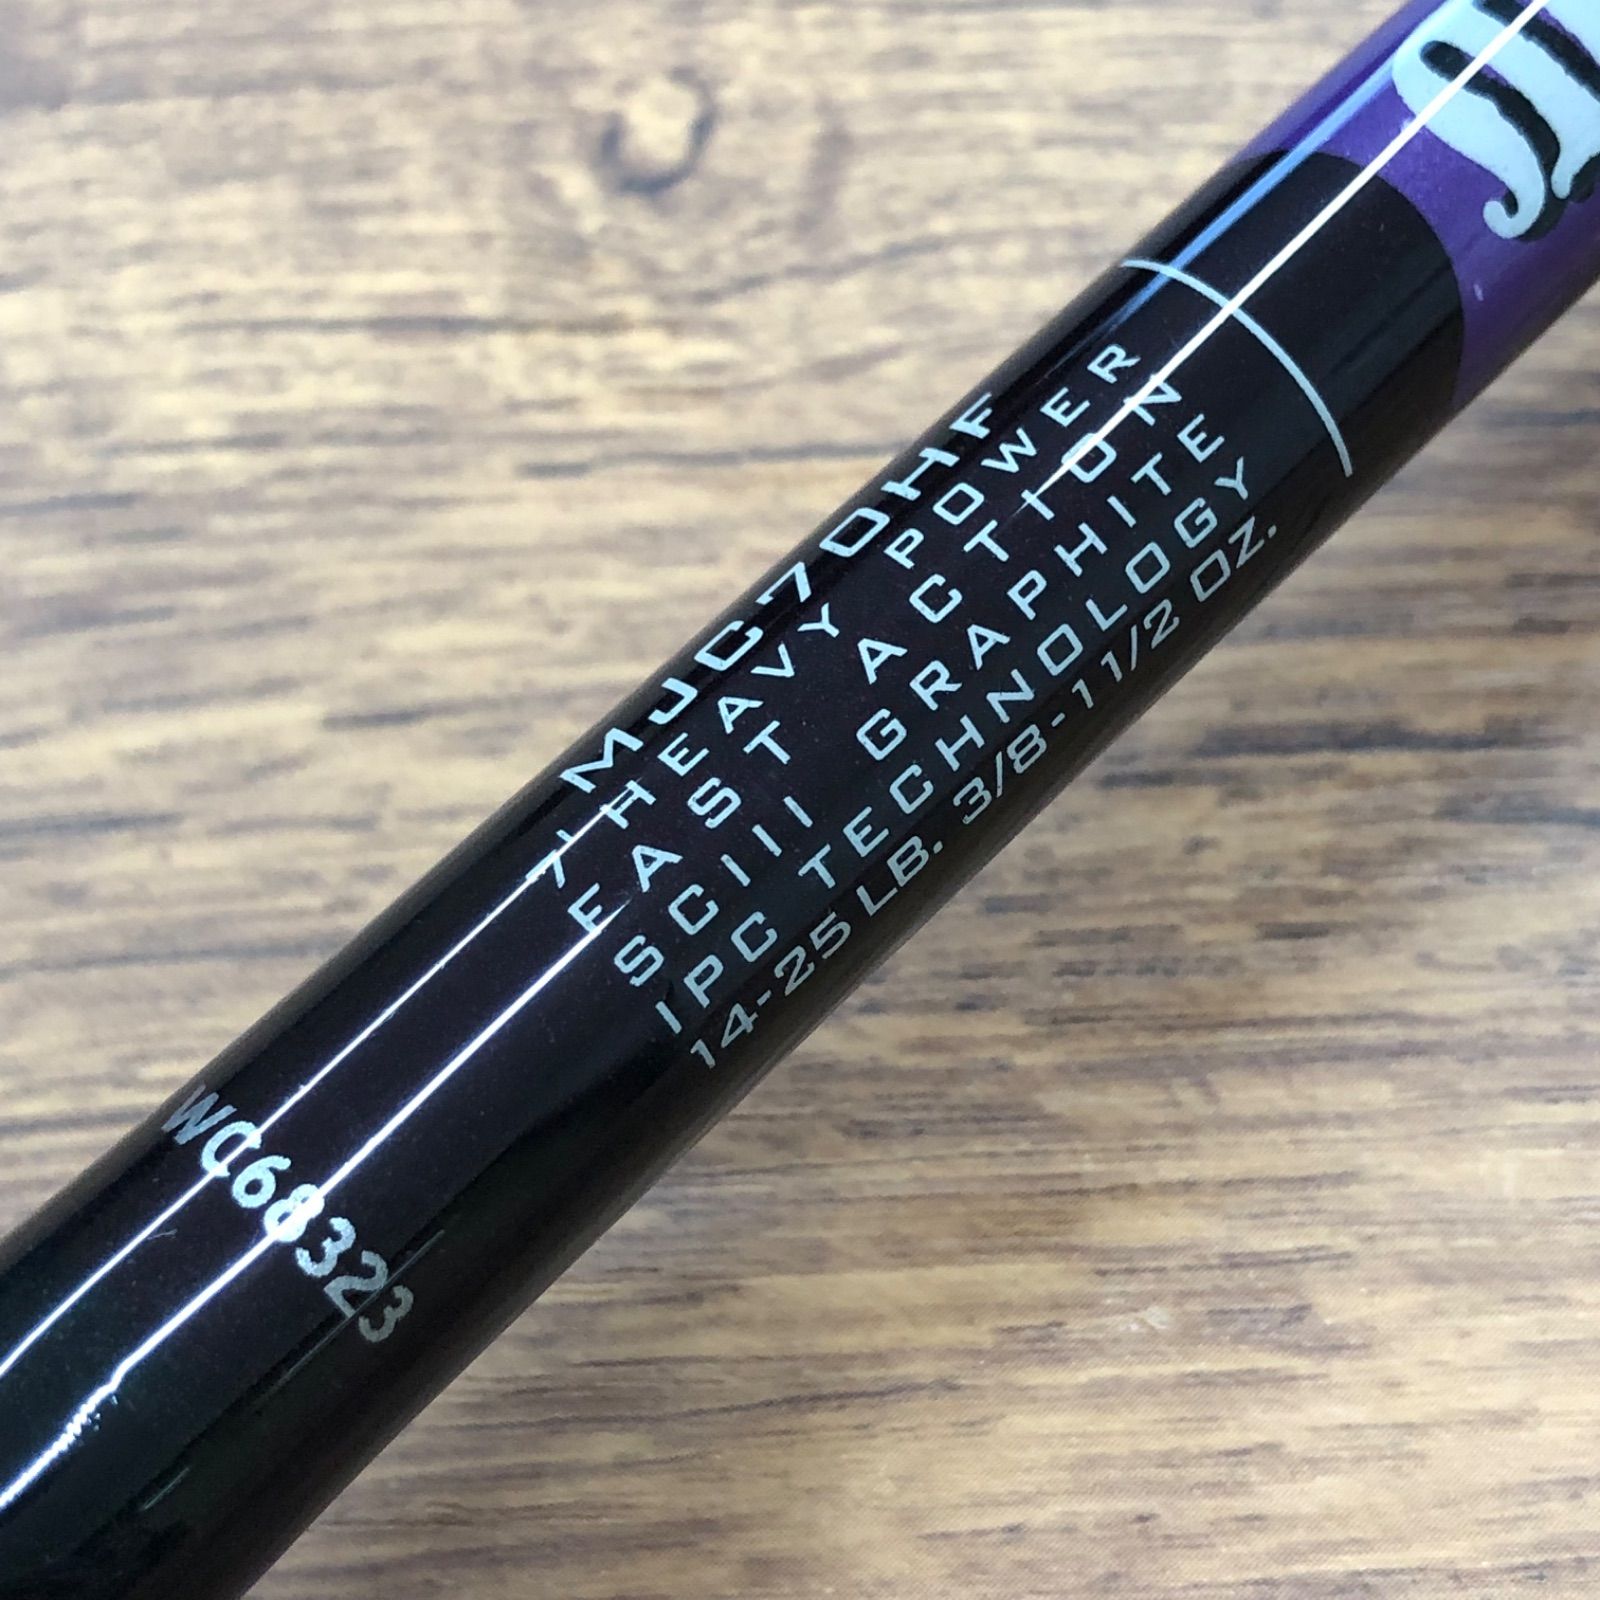 MJC70HF
7' HEAVY POWER
FAST ACTION
SCIII GRAPHITE
IPC TECHNOLOGY
14-25 LB. 3/8-1 1/2 OZ.
WC68323